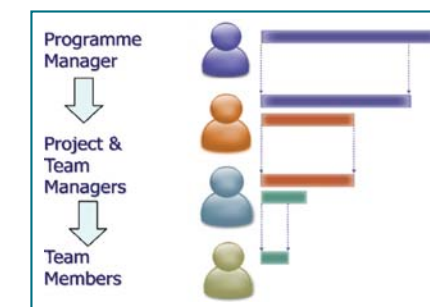 Programme
Manager
Project &
Team
Managers
Team
Members